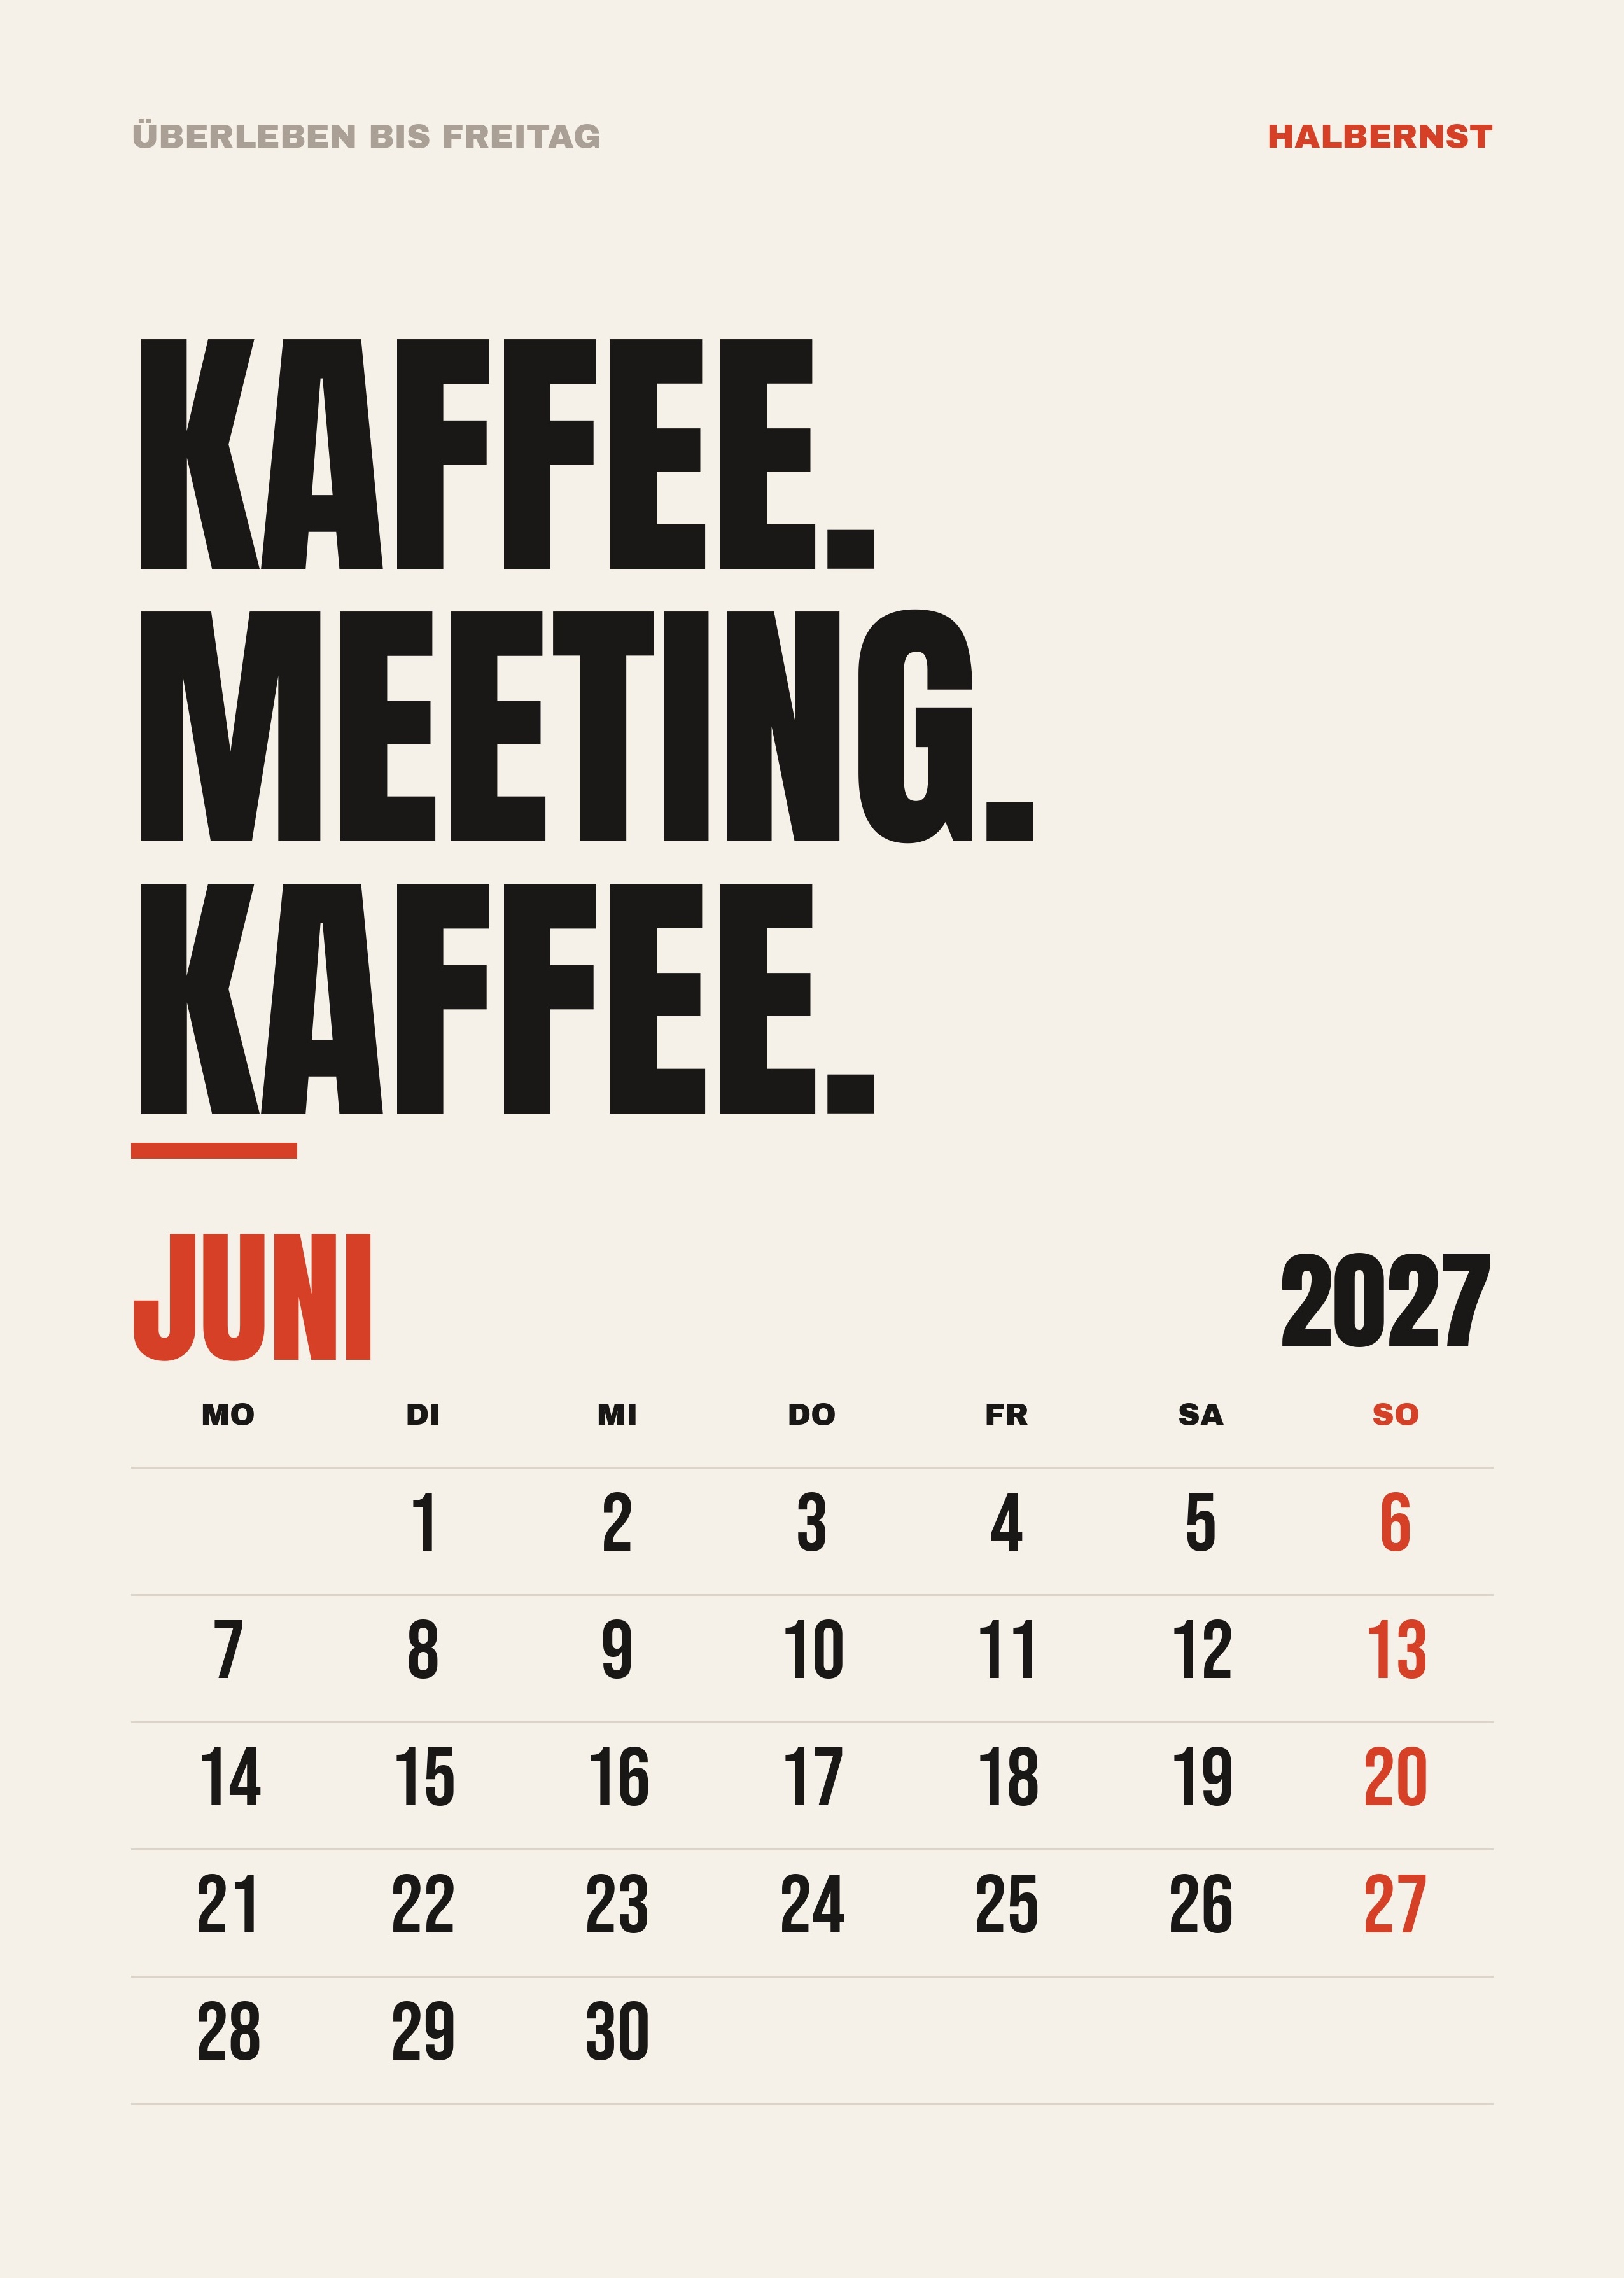 ÜBERLEBEN BIS FREITAG HALBERNST
KAFFEE.
MEETING.
KAFFEE.
JUNI 2027
MO DI MI DO FR SA SO
1 2 3 4 5 6
7 8 9 10 11 12 13
14 15 16 17 18 19 20
21 22 23 24 25 26 27
28 29 30